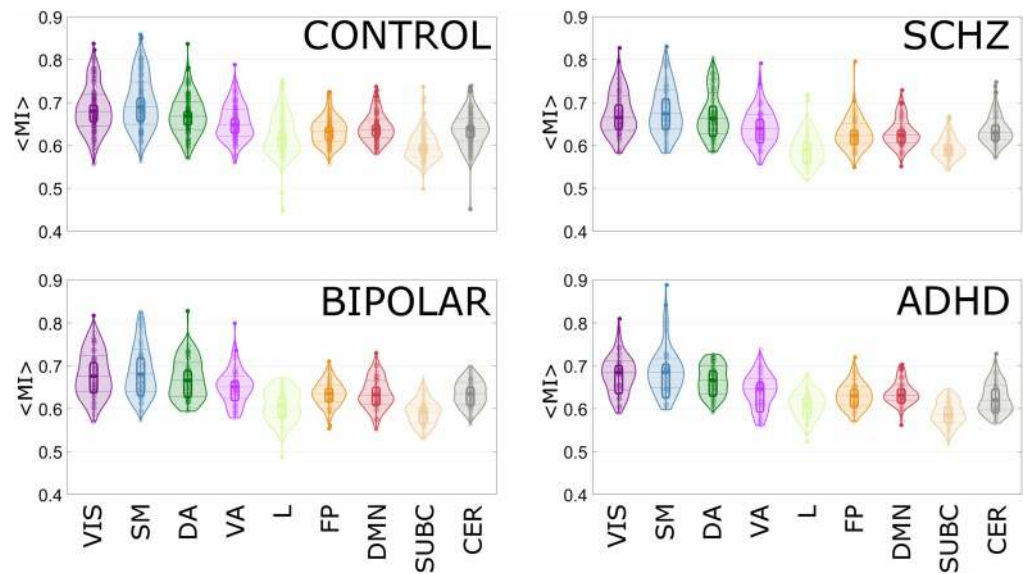 CONTROL
<MI>
0.9
0.8
0.7
0.6
0.5
0.4
SCHZ
<MI>
0.9
0.8
0.7
0.6
0.5
0.4
BIPOLAR
<MI>
0.9
0.8
0.7
0.6
0.5
0.4
VIS
SM
DA
VA
L
FP
DMN
SUBC
CER
ADHD
<MI>
0.9
0.8
0.7
0.6
0.5
0.4
VIS
SM
DA
VA
L
FP
DMN
SUBC
CER